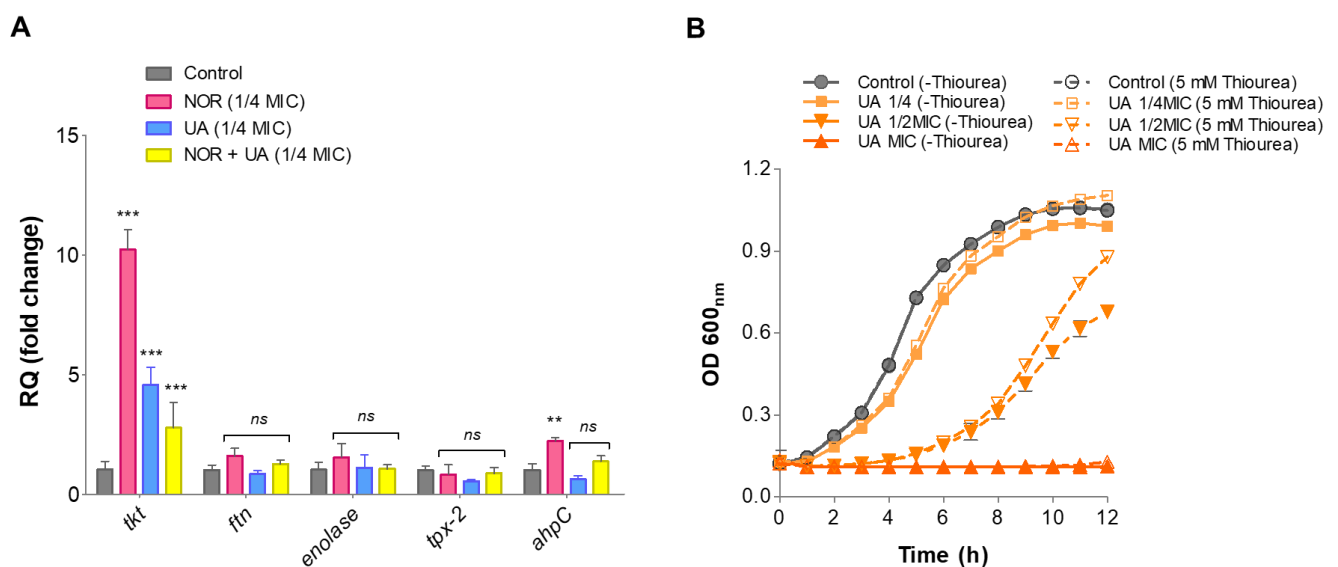 A
Control
NOR (1/4 MIC)
UA (1/4 MIC)
NOR + UA (1/4 MIC)
RQ (fold change)
15
10
5
0
***
***
***
ns
ns
ns
**
ns
tkt
ftn
enolase
tpx-2
ahpC
B
Control (-Thiourea)
UA 1/4 (-Thiourea)
UA 1/2MIC (-Thiourea)
UA MIC (-Thiourea)
Control (5 mM Thiourea)
UA 1/4MIC (5 mM Thiourea)
UA 1/2MIC (5 mM Thiourea)
UA MIC (5 mM Thiourea)
OD 600nm
1.2
0.9
0.6
0.3
0.0
0 2 4 6 8 10 12
Time (h)